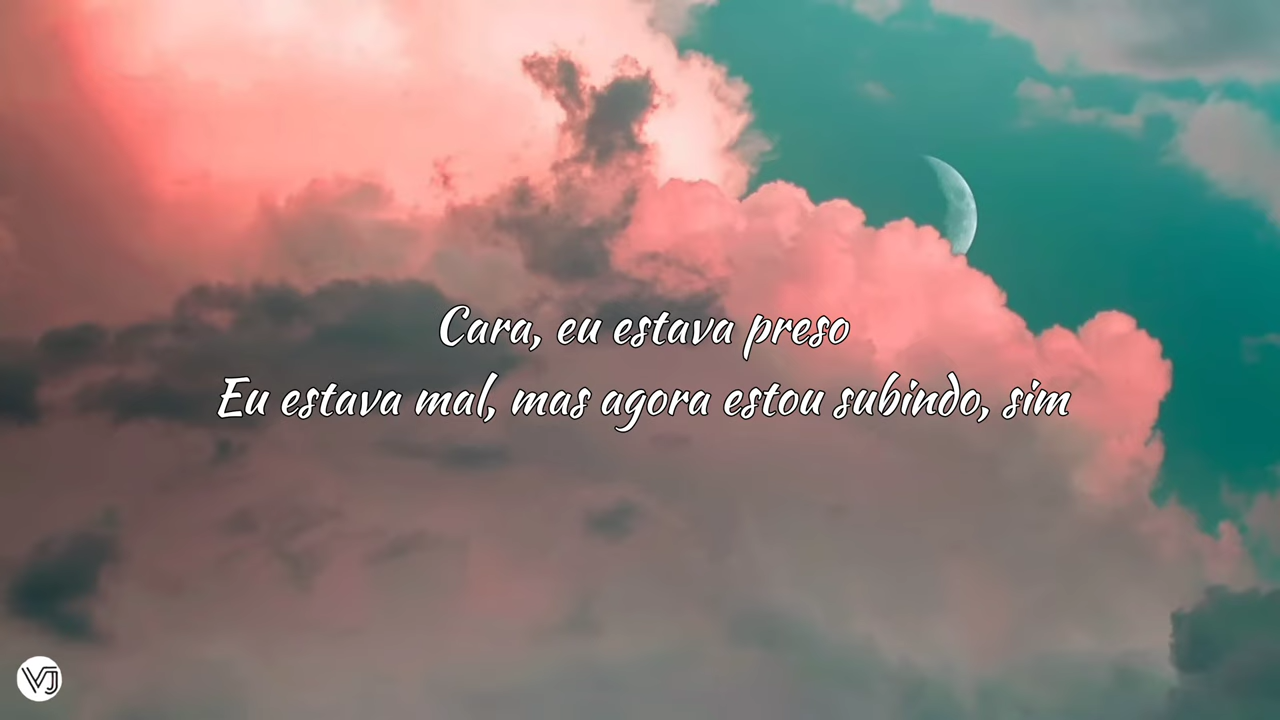 Cara, eu estava preso
Eu estava mal, mas agora estou subindo, sim
VJ